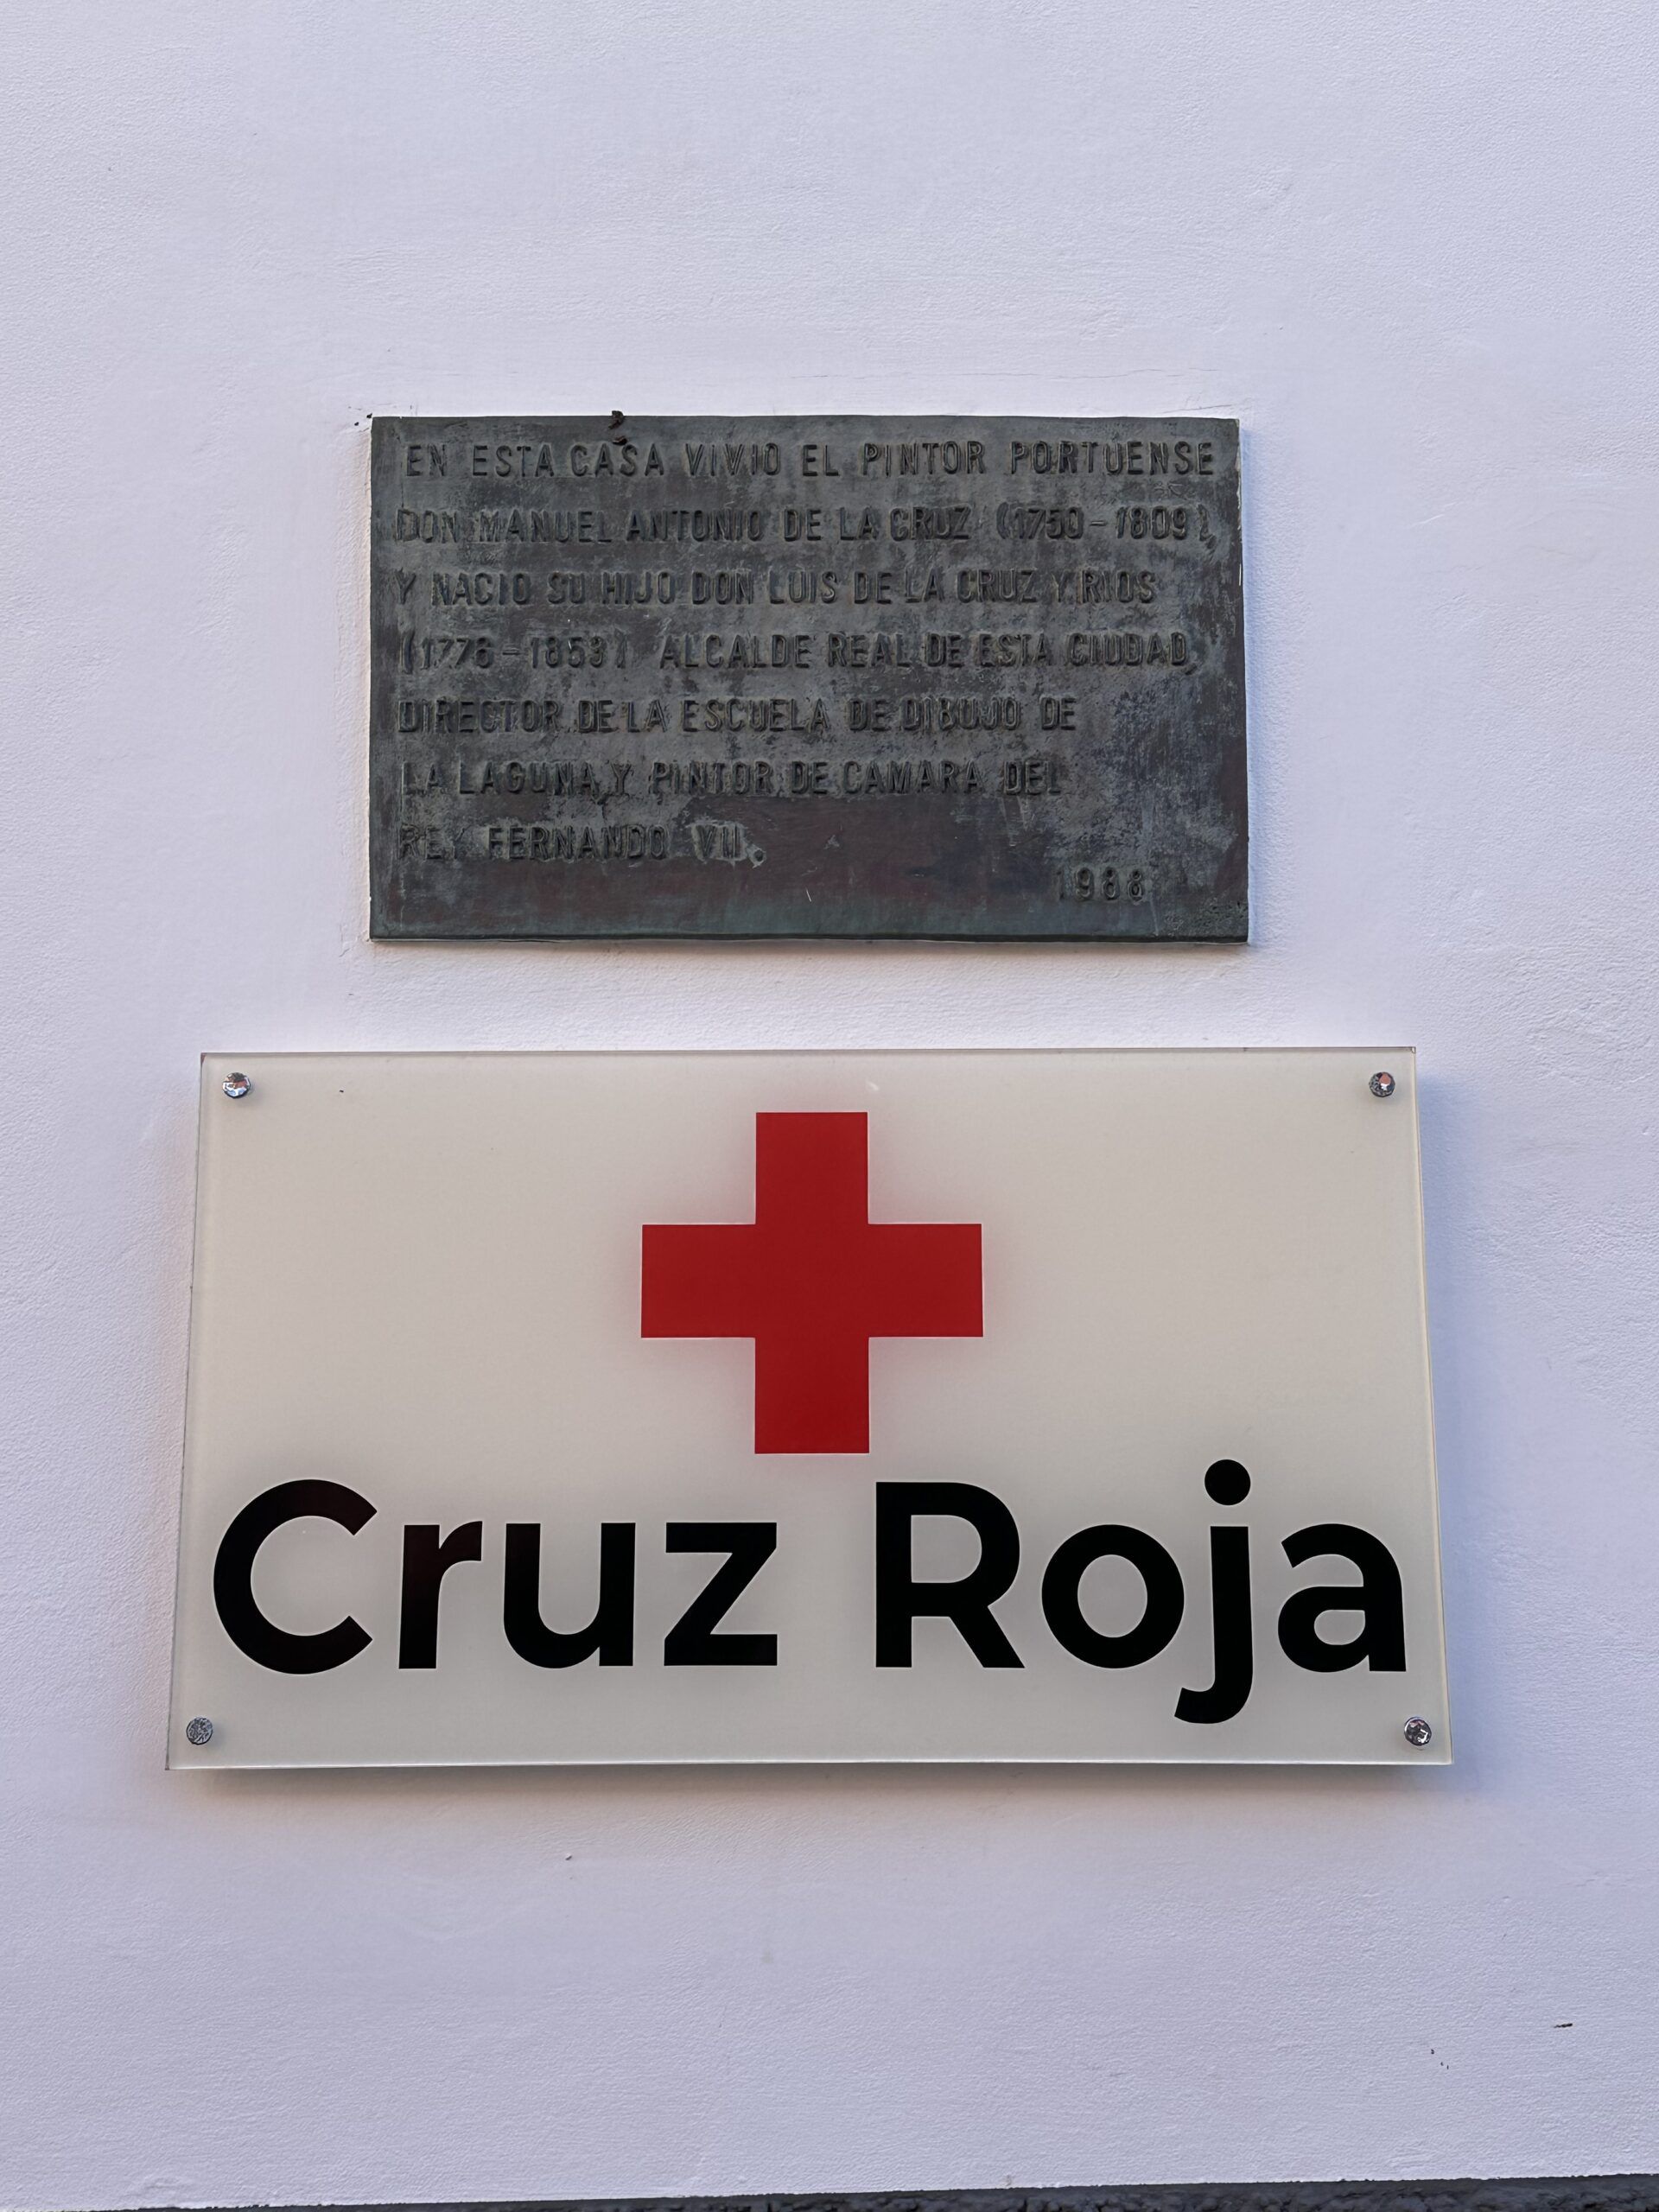 EN ESTA CASA VIVIO EL PINTOR PORTUENSE
DON MANUEL ANTONIO DE LA CRUZ (1750-1809),
Y NACIO SU HIJO DON LUIS DE LA CRUZ Y RIOS
(1776-1853) ALCALDE REAL DE ESTA CIUDAD,
DIRECTOR DE LA ESCUELA DE DIBUJO DE
LA LAGUNA Y PINTOR DE CAMARA DEL
REY FERNANDO VII.
1988
Cruz Roja